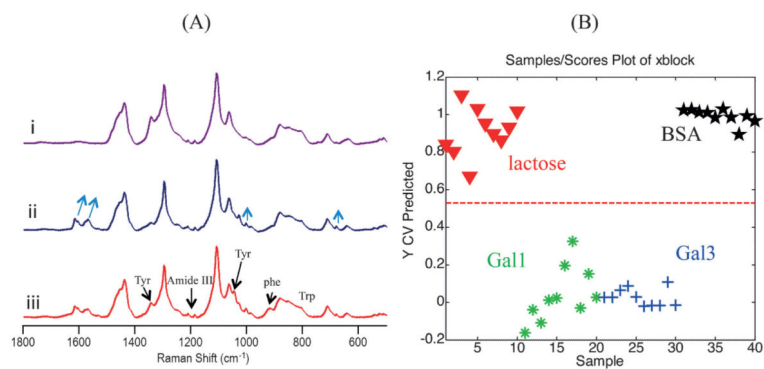 (A)
(B)
i
ii
iii
Tyr
Amide III
Tyr
phe
Trp
1800 1600 1400 1200 1000 800 600
Raman Shift (cm⁻¹)
Samples/Scores Plot of xblock
Y CV Predicted
1.2
1
0.8
0.6
0.4
0.2
0
-0.2
lactose
BSA
Gal1
Gal3
5 10 15 20 25 30 35 40
Sample